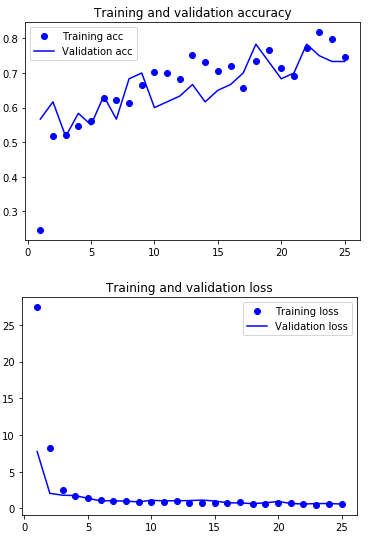 Training and validation accuracy
Training acc
Validation acc
0.8
0.7
0.6
0.5
0.4
0.3
0 5 10 15 20 25
Training and validation loss
Training loss
Validation loss
25
20
15
10
5
0
0 5 10 15 20 25